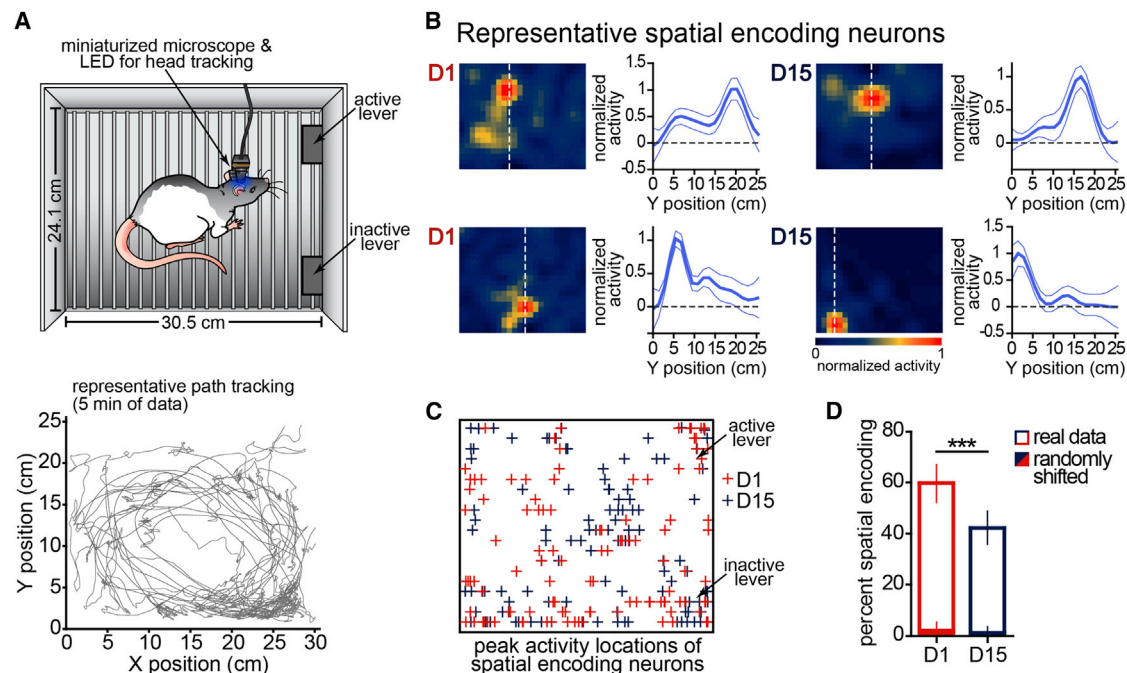 A
miniaturized microscope &
LED for head tracking
active
lever
24.1 cm
inactive
lever
30.5 cm
representative path tracking
(5 min of data)
25
20
15
10
5
0
Y position (cm)
0 5 10 15 20 25 30
X position (cm)
B
Representative spatial encoding neurons
D1
normalized
activity
1.5
1
0.5
0
-0.5
0 5 10 15 20 25
Y position (cm)
D15
normalized
activity
1.5
1
0.5
0
-0.5
0 5 10 15 20 25
Y position (cm)
D1
normalized
activity
1
0.5
0
0 5 10 15 20 25
Y position (cm)
D15
0 1
normalized activity
normalized
activity
1.5
1
0.5
0
-0.5
0 5 10 15 20 25
Y position (cm)
C
active
lever
D1
D15
inactive
lever
peak activity locations of
spatial encoding neurons
D
percent spatial encoding
80
60
40
20
0
***
D1 D15
real data
randomly
shifted